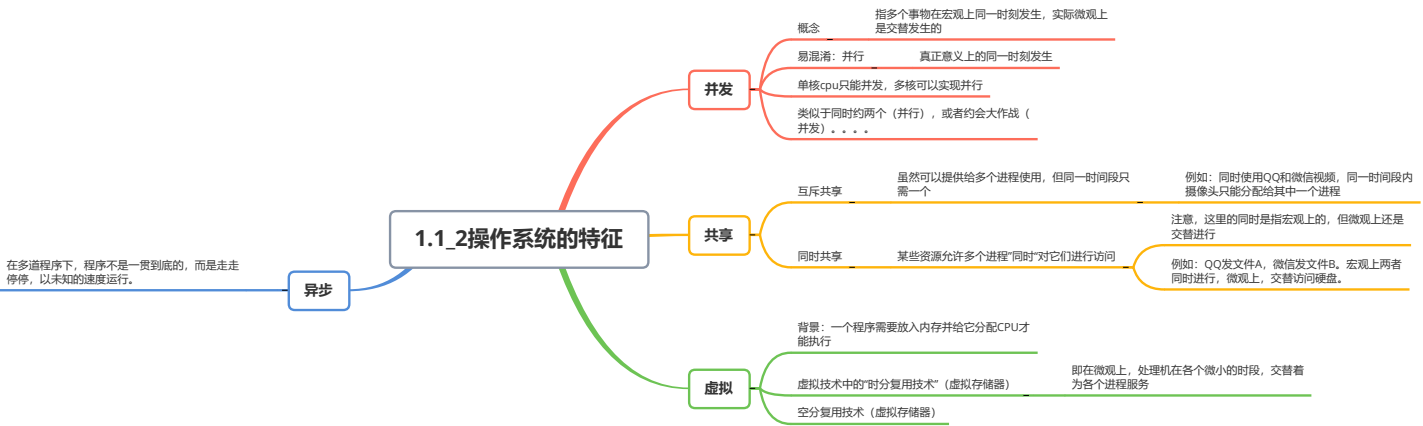 1.1_2操作系统的特征
并发
概念
指多个事物在宏观上同一时刻发生，实际微观上
是交替发生的
易混淆：并行
真正意义上的同一时刻发生
单核cpu只能并发，多核可以实现并行
类似于同时约两个（并行），或者约会大作战（
并发）。。。。
共享
互斥共享
虽然可以提供给多个进程使用，但同一时间段只
需一个
例如：同时使用QQ和微信视频，同一时间段内
摄像头只能分配给其中一个进程
同时共享
某些资源允许多个进程"同时"对它们进行访问
注意，这里的同时是指宏观上的，但微观上还是
交替进行
例如：QQ发文件A，微信发文件B。宏观上两者
同时进行，微观上，交替访问硬盘。
虚拟
背景：一个程序需要放入内存并给它分配CPU才
能执行
虚拟技术中的"时分复用技术"（虚拟存储器）
即在微观上，处理机在各个微小的时段，交替着
为各个进程服务
空分复用技术（虚拟存储器）
异步
在多道程序下，程序不是一贯到底的，而是走走
停停，以未知的速度运行。